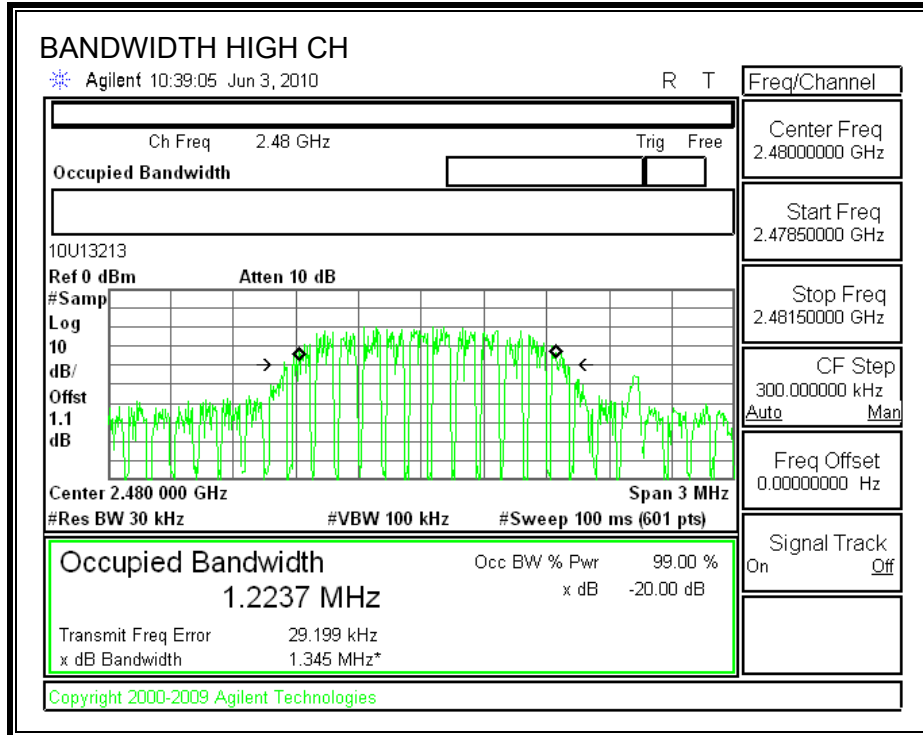 BANDWIDTH HIGH CH
Agilent 10:39:05 Jun 3, 2010 R T
Freq/Channel
Ch Freq 2.48 GHz Trig Free
Occupied Bandwidth
Center Freq
2.48000000 GHz
Start Freq
2.47850000 GHz
Stop Freq
2.48150000 GHz
CF Step
300.000000 kHz
Auto Man
Freq Offset
0.00000000 Hz
Signal Track
On Off
10U13213
Ref 0 dBm Atten 10 dB
#Samp
Log
10
dB/
Offst
1.1
dB
Center 2.480 000 GHz Span 3 MHz
#Res BW 30 kHz #VBW 100 kHz #Sweep 100 ms (601 pts)
Occupied Bandwidth Occ BW % Pwr 99.00 %
1.2237 MHz x dB -20.00 dB
Transmit Freq Error 29.199 kHz
x dB Bandwidth 1.345 MHz*
Copyright 2000-2009 Agilent Technologies